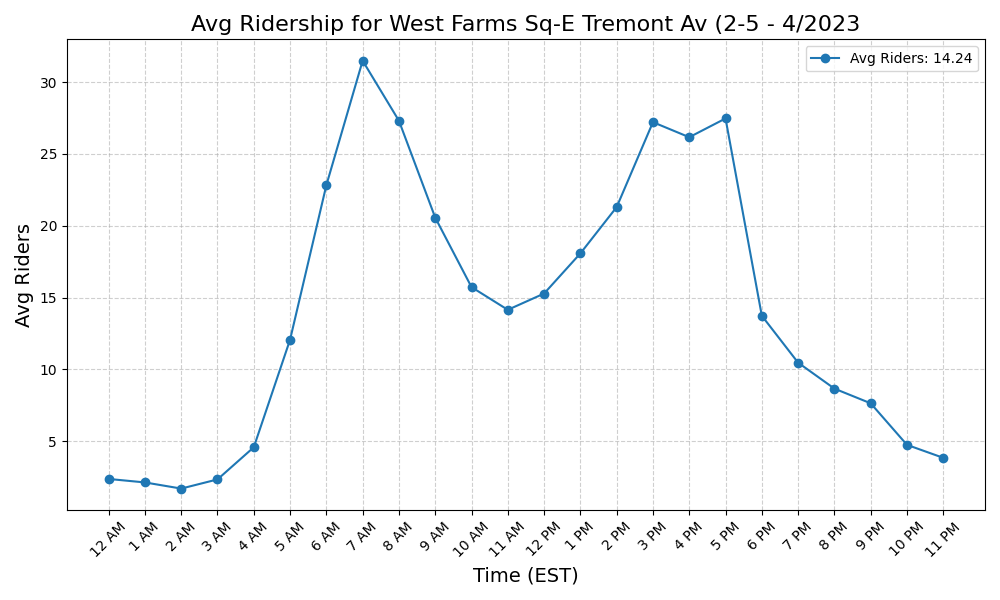 Avg Ridership for West Farms Sq-E Tremont Av (2-5 - 4/2023
Avg Riders: 14.24
Avg Riders
30
25
20
15
10
5
12 AM
1 AM
2 AM
3 AM
4 AM
5 AM
6 AM
7 AM
8 AM
9 AM
10 AM
11 AM
12 PM
1 PM
2 PM
3 PM
4 PM
5 PM
6 PM
7 PM
8 PM
9 PM
10 PM
11 PM
Time (EST)